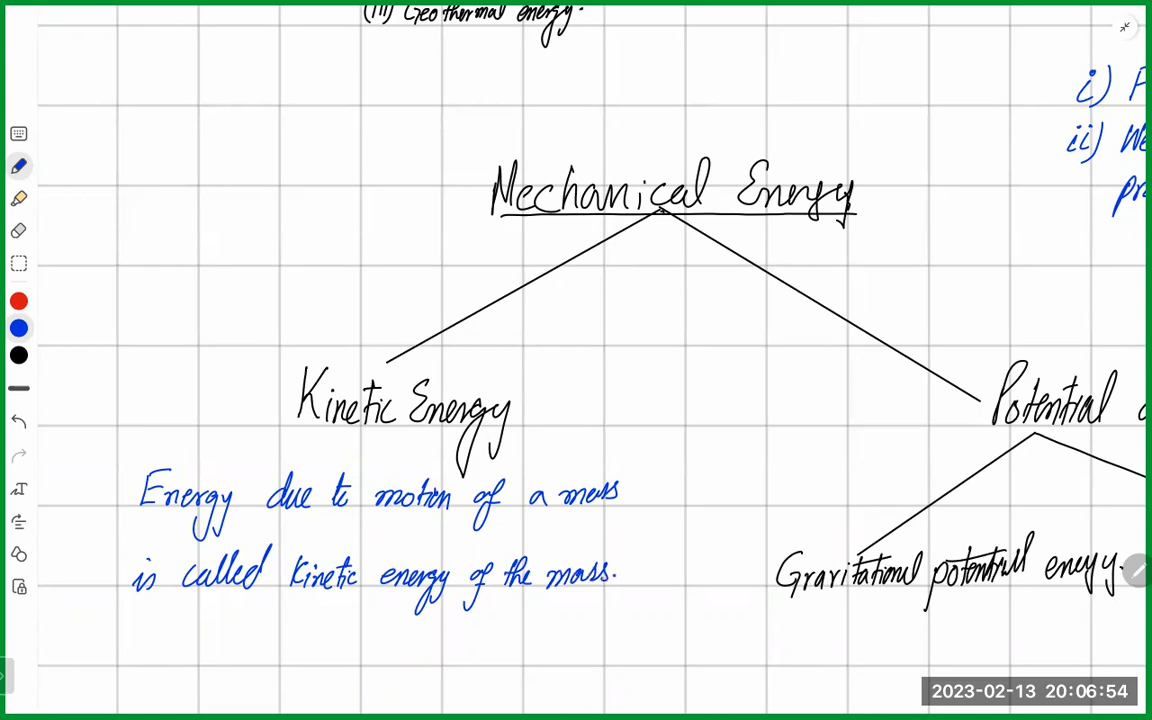 (iii) Geothermal energy.
i)
ii) We
pr
Mechanical Energy
Kinetic Energy
Potential
Energy due to motion of a mass
is called Kinetic energy of the mass.
Gravitational potential energy.
2023-02-13 20:06:54